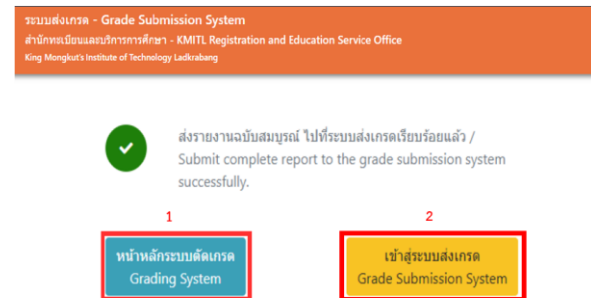 ระบบส่งเกรด - Grade Submission System
สำนักทะเบียนและบริการการศึกษา - KMITL Registration and Education Service Office
King Mongkut's Institute of Technology Ladkrabang
ส่งรายงานฉบับสมบูรณ์ ไปที่ระบบส่งเกรดเรียบร้อยแล้ว /
Submit complete report to the grade submission system
successfully.
1
2
หน้าหลักระบบตัดเกรด
Grading System
เข้าสู่ระบบส่งเกรด
Grade Submission System